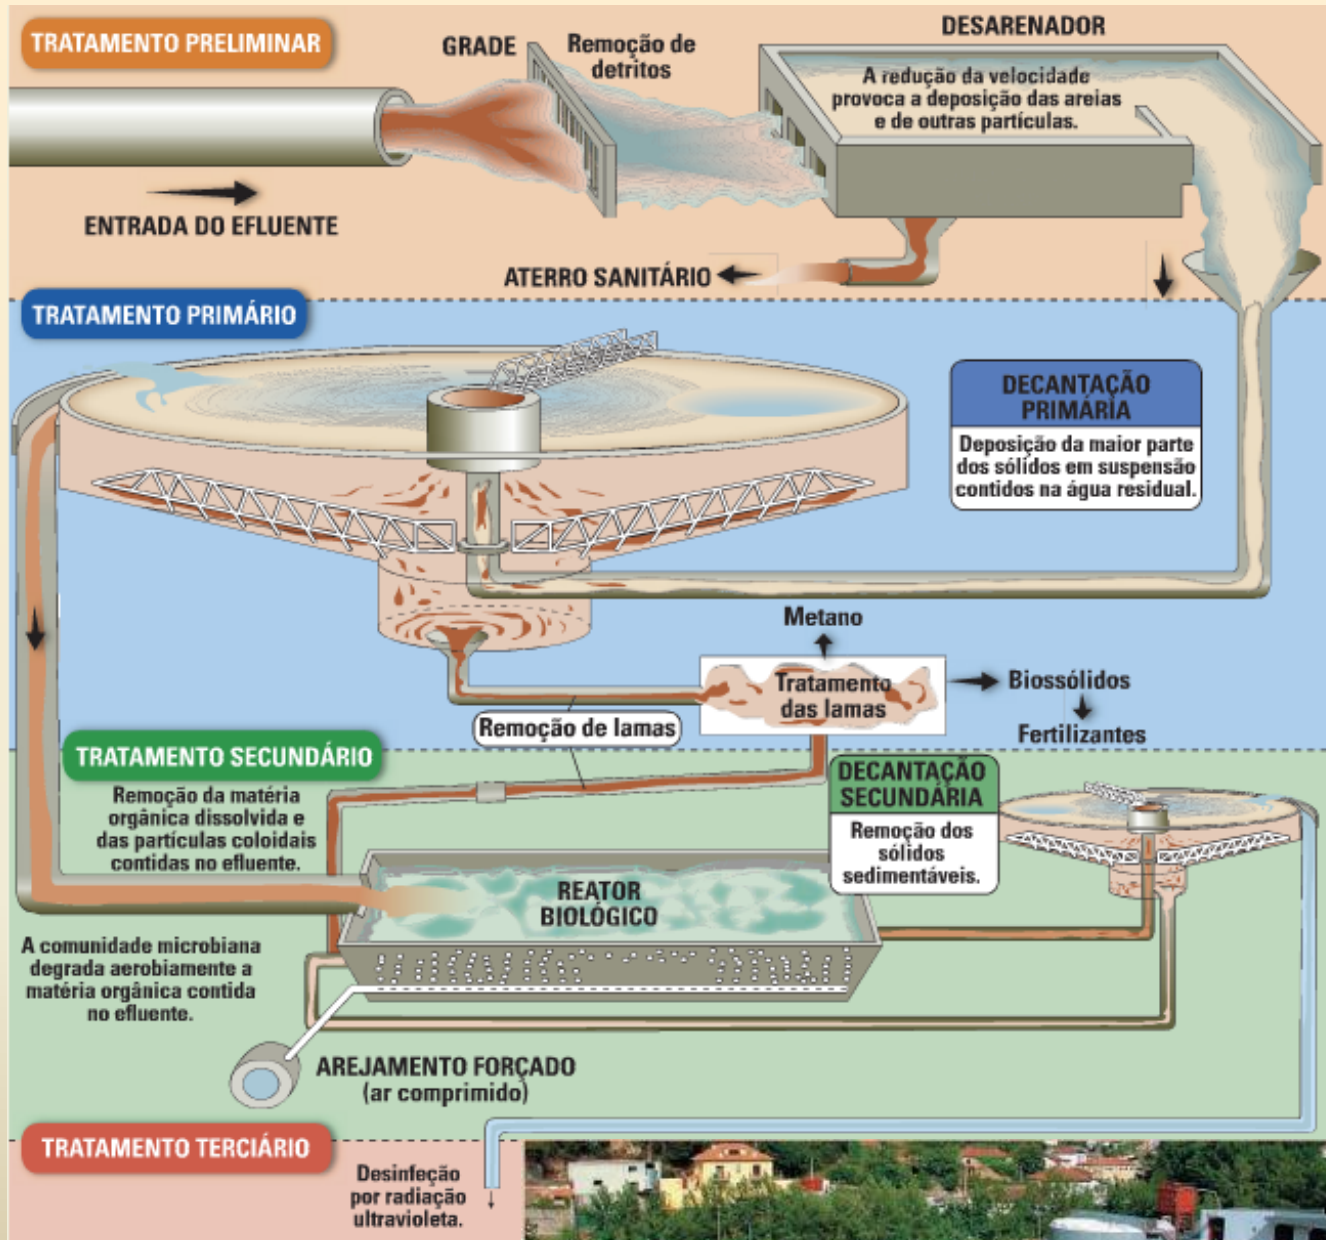 TRATAMENTO PRELIMINAR
GRADE
Remoção de
detritos
DESARENADOR
A redução da velocidade
provoca a deposição das areias
e de outras partículas.
ENTRADA DO EFLUENTE
ATERRO SANITÁRIO
TRATAMENTO PRIMÁRIO
DECANTAÇÃO
PRIMÁRIA
Deposição da maior parte
dos sólidos em suspensão
contidos na água residual.
Metano
Tratamento
das lamas
Biossólidos
Fertilizantes
Remoção de lamas
TRATAMENTO SECUNDÁRIO
Remoção da matéria
orgânica dissolvida e
das partículas coloidais
contidas no efluente.
DECANTAÇÃO
SECUNDÁRIA
Remoção dos
sólidos
sedimentáveis.
REATOR
BIOLÓGICO
A comunidade microbiana
degrada aerobiamente a
matéria orgânica contida
no efluente.
AREJAMENTO FORÇADO
(ar comprimido)
TRATAMENTO TERCIÁRIO
Desinfeção
por radiação
ultravioleta.